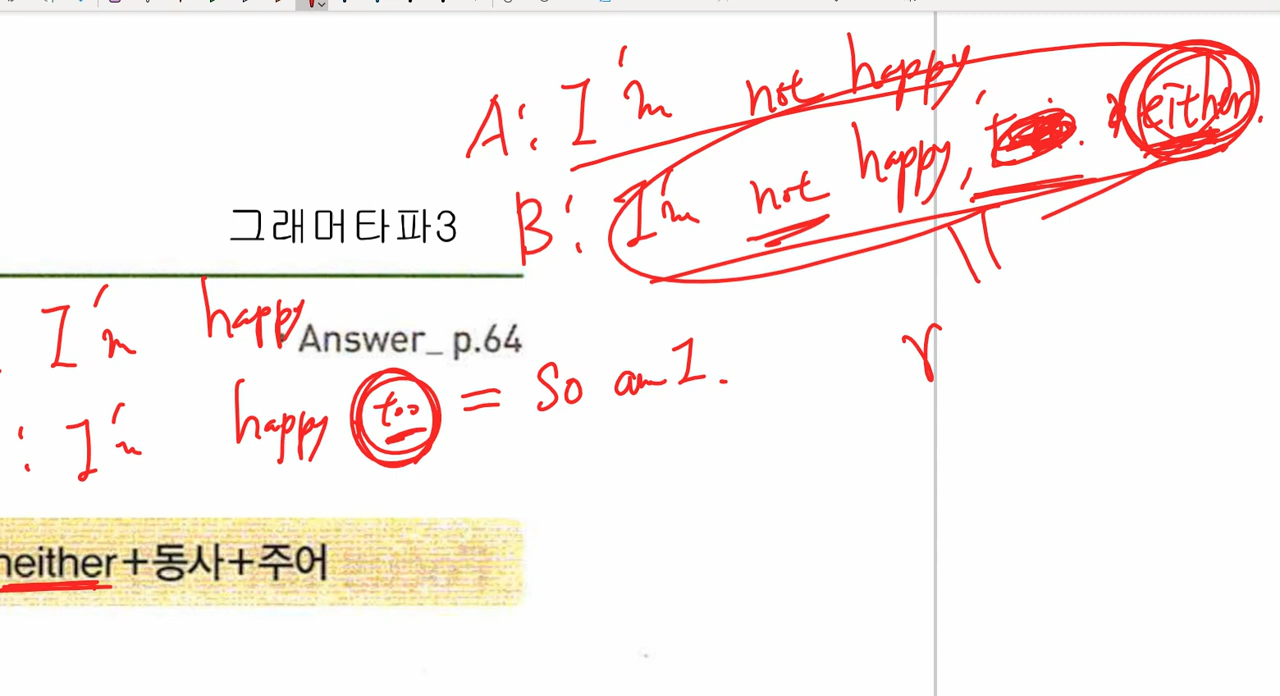 A: I'm not happy
B: I'm not happy, either.
그래머타파3
I'm happy
Answer_ p.64
: I'm happy too = So am I.
neither+동사+주어